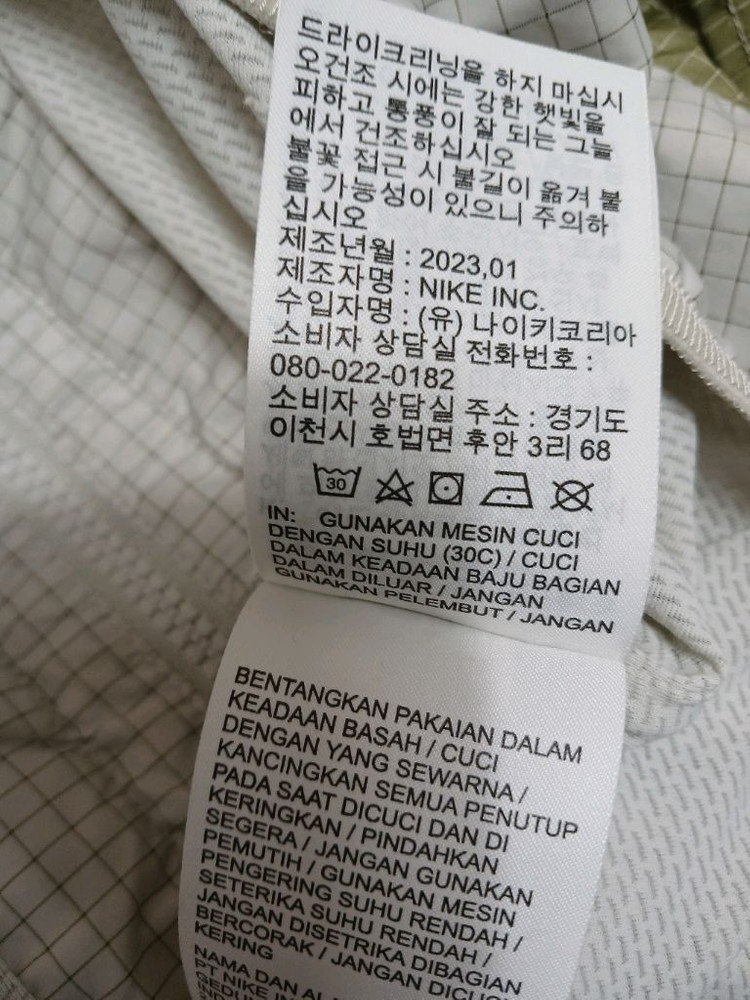 드라이크리닝을 하지 마십시
오건조 시에는 강한 햇빛을
피하고 통풍이 잘 되는 그늘
에서 건조하십시오
불꽃 접근 시 불길이 옮겨 붙
을 가능성이 있으니 주의하
십시오
제조년월 : 2023,01
제조자명 : NIKE INC.
수입자명 : (유) 나이키코리아
소비자 상담실 전화번호 :
080-022-0182
소비자 상담실 주소 : 경기도
이천시 호법면 후안 3리 68
30
IN: GUNAKAN MESIN CUCI
DENGAN SUHU (30C) / CUCI
DALAM KEADAAN BAJU BAGIAN
DALAM DILUAR / JANGAN
GUNAKAN PELEMBUT / JANGAN
BENTANGKAN PAKAIAN DALAM
KEADAAN BASAH / CUCI
DENGAN YANG SEWARNA /
KANCINGKAN SEMUA PENUTUP
PADA SAAT DICUCI DAN DI
KERINGKAN / PINDAHKAN
SEGERA / JANGAN GUNAKAN
PEMUTIH / GUNAKAN MESIN
PENGERING SUHU RENDAH /
SETERIKA SUHU RENDAH /
JANGAN DISETRIKA DIBAGIAN
BERCORAK / JANGAN DICUCI
KERING
NAMA DAN
PT NIKE